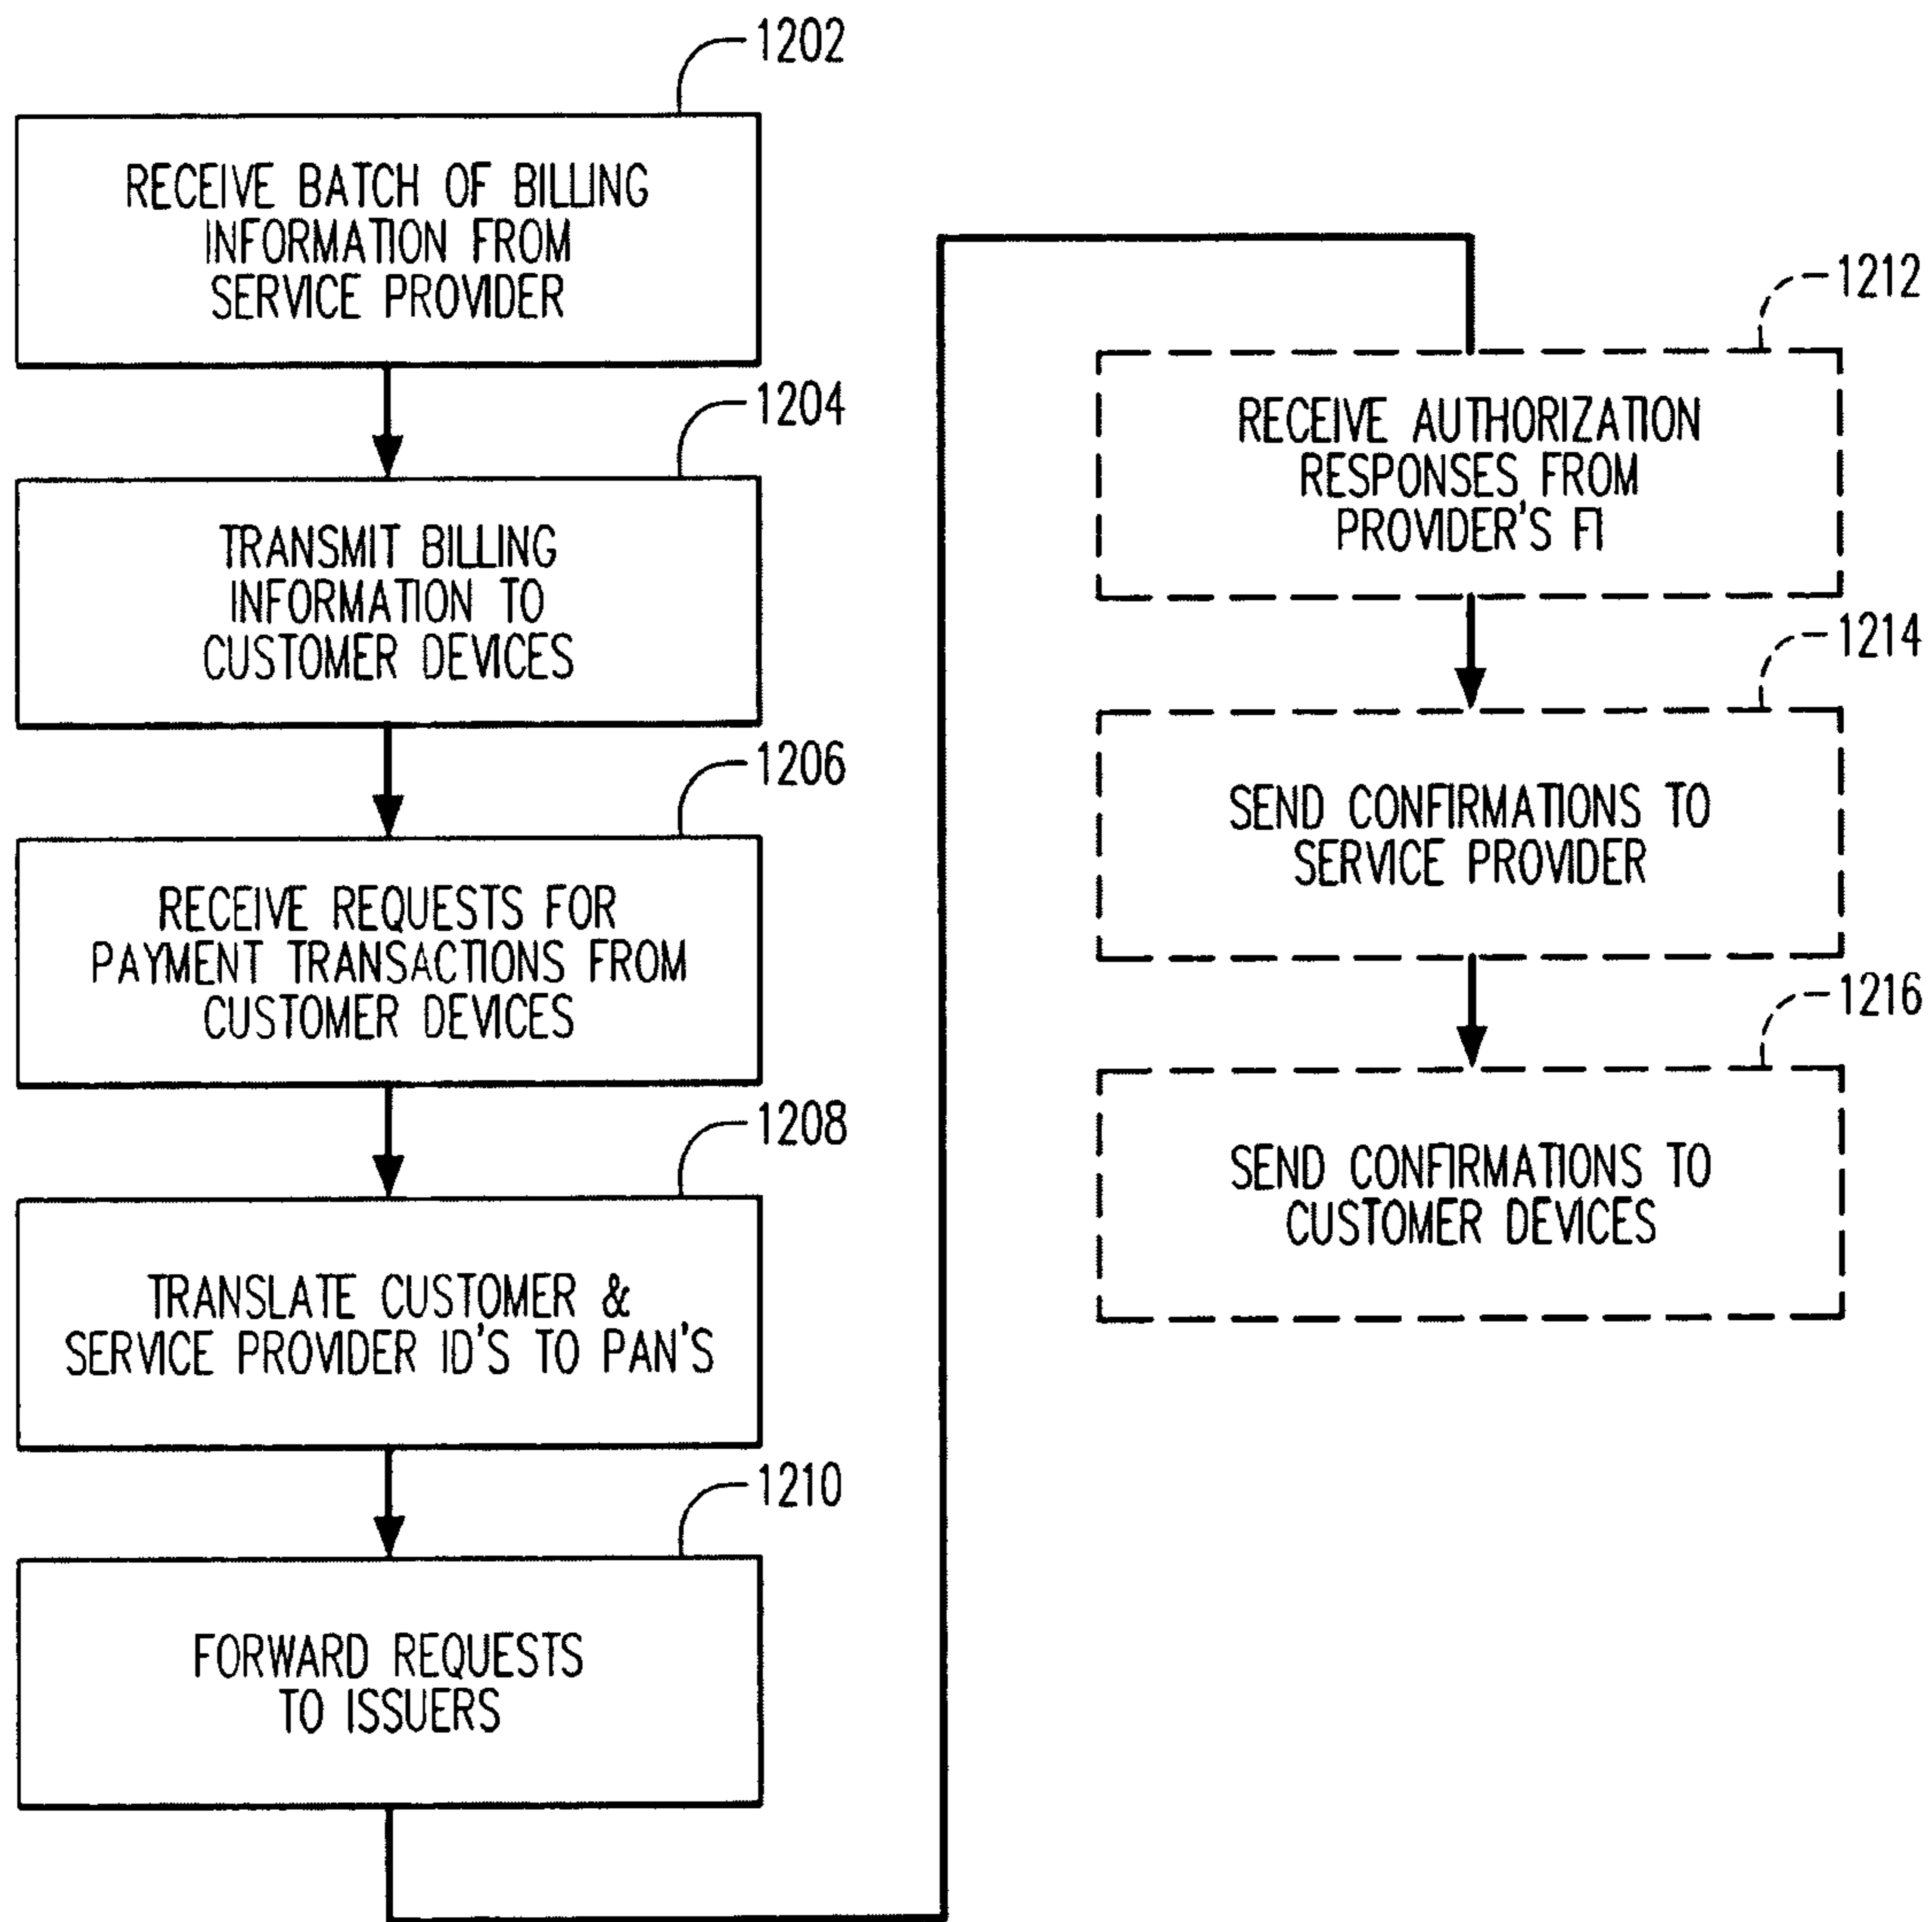 1202
RECEIVE BATCH OF BILLING
INFORMATION FROM
SERVICE PROVIDER
1204
TRANSMIT BILLING
INFORMATION TO
CUSTOMER DEVICES
1206
RECEIVE REQUESTS FOR
PAYMENT TRANSACTIONS FROM
CUSTOMER DEVICES
1208
TRANSLATE CUSTOMER &
SERVICE PROVIDER ID'S TO PAN'S
1210
FORWARD REQUESTS
TO ISSUERS
1212
RECEIVE AUTHORIZATION
RESPONSES FROM
PROVIDER'S FI
1214
SEND CONFIRMATIONS TO
SERVICE PROVIDER
1216
SEND CONFIRMATIONS TO
CUSTOMER DEVICES